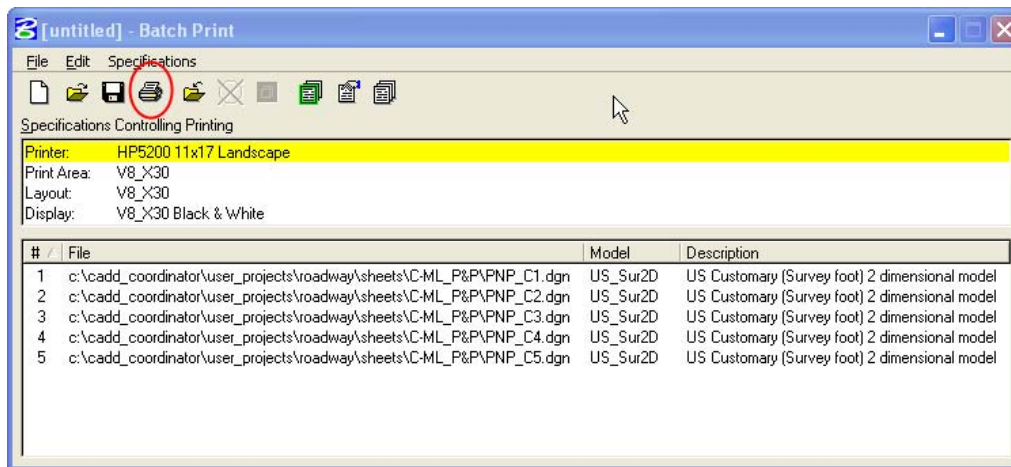 [untitled] - Batch Print
File Edit Specifications
Specifications Controlling Printing
Printer: HP5200 11x17 Landscape
Print Area: V8_X30
Layout: V8_X30
Display: V8_X30 Black & White
# File Model Description
1 c:\cadd_coordinator\user_projects\roadway\sheets\C-ML_P&P\PNP_C1.dgn US_Sur2D US Customary (Survey foot) 2 dimensional model
2 c:\cadd_coordinator\user_projects\roadway\sheets\C-ML_P&P\PNP_C2.dgn US_Sur2D US Customary (Survey foot) 2 dimensional model
3 c:\cadd_coordinator\user_projects\roadway\sheets\C-ML_P&P\PNP_C3.dgn US_Sur2D US Customary (Survey foot) 2 dimensional model
4 c:\cadd_coordinator\user_projects\roadway\sheets\C-ML_P&P\PNP_C4.dgn US_Sur2D US Customary (Survey foot) 2 dimensional model
5 c:\cadd_coordinator\user_projects\roadway\sheets\C-ML_P&P\PNP_C5.dgn US_Sur2D US Customary (Survey foot) 2 dimensional model